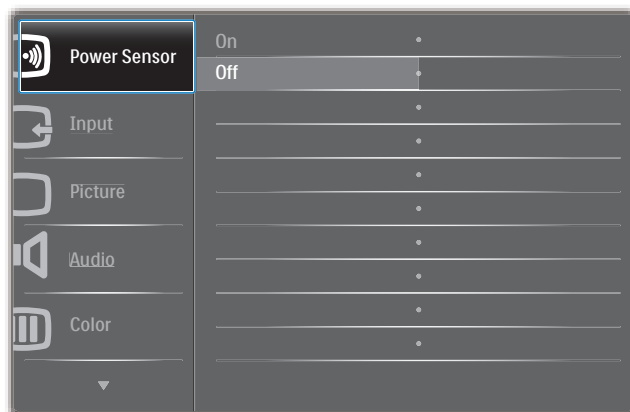 Power Sensor
On
Off
Input
Picture
Audio
Color